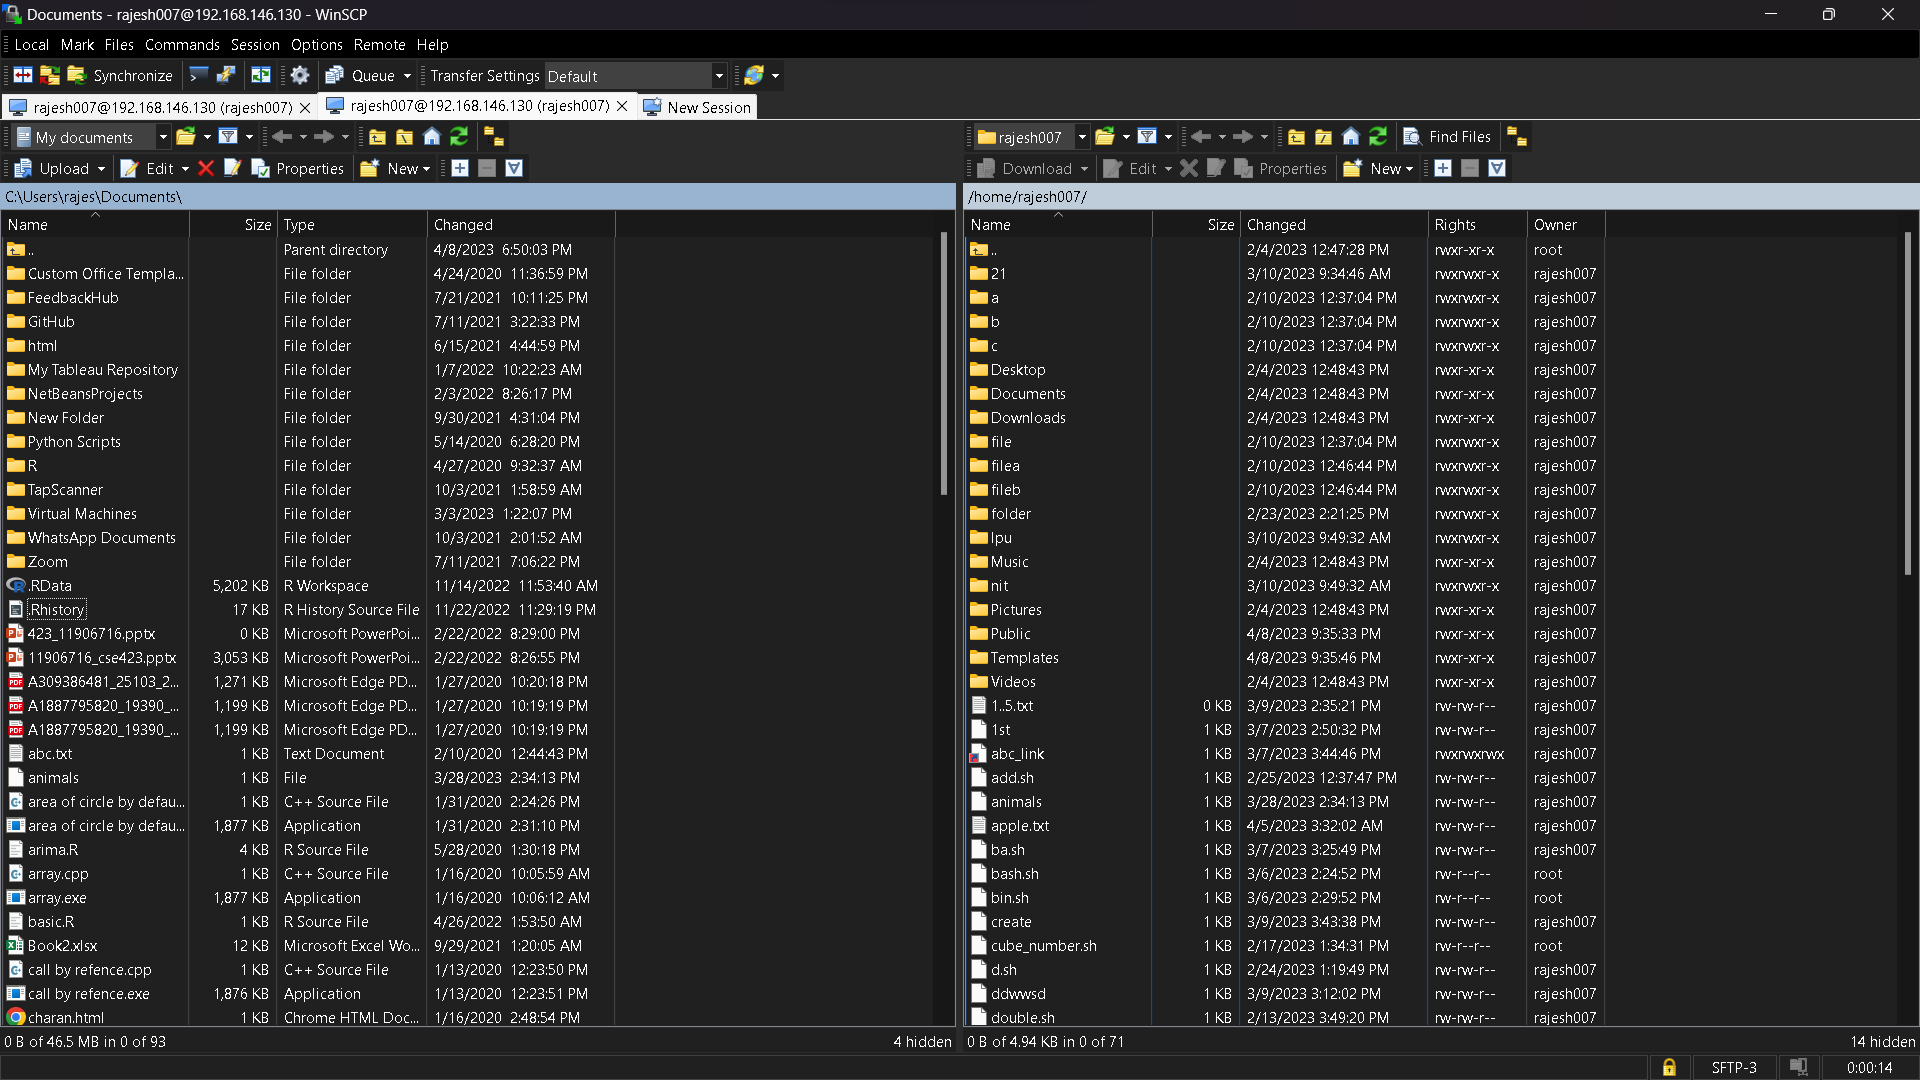 Documents - rajesh007@192.168.146.130 - WinSCP
Local Mark Files Commands Session Options Remote Help
Synchronize Queue Transfer Settings Default
rajesh007@192.168.146.130 (rajesh007) rajesh007@192.168.146.130 (rajesh007) New Session
My documents
Upload Edit Properties New
C:\Users\rajes\Documents\
Name Size Type Changed
.. Parent directory 4/8/2023 6:50:03 PM
Custom Office Templa... File folder 4/24/2020 11:36:59 PM
FeedbackHub File folder 7/21/2021 10:11:25 PM
GitHub File folder 7/11/2021 3:22:33 PM
html File folder 6/15/2021 4:44:59 PM
My Tableau Repository File folder 1/7/2022 10:22:23 AM
NetBeansProjects File folder 2/3/2022 8:26:17 PM
New Folder File folder 9/30/2021 4:31:04 PM
Python Scripts File folder 5/14/2020 6:28:20 PM
R File folder 4/27/2020 9:32:37 AM
TapScanner File folder 10/3/2021 1:58:59 AM
Virtual Machines File folder 3/3/2023 1:22:07 PM
WhatsApp Documents File folder 10/3/2021 2:01:52 AM
Zoom File folder 7/11/2021 7:06:22 PM
.RData 5,202 KB R Workspace 11/14/2022 11:53:40 AM
.Rhistory 17 KB R History Source File 11/22/2022 11:29:19 PM
423_11906716.pptx 0 KB Microsoft PowerPoi... 2/22/2022 8:29:00 PM
11906716_cse423.pptx 3,053 KB Microsoft PowerPoi... 2/22/2022 8:26:55 PM
A309386481_25103_2... 1,271 KB Microsoft Edge PD... 1/27/2020 10:20:18 PM
A1887795820_19390_... 1,199 KB Microsoft Edge PD... 1/27/2020 10:19:19 PM
A1887795820_19390_... 1,199 KB Microsoft Edge PD... 1/27/2020 10:19:19 PM
abc.txt 1 KB Text Document 2/10/2020 12:44:43 PM
animals 1 KB File 3/28/2023 2:34:13 PM
area of circle by defau... 1 KB C++ Source File 1/31/2020 2:24:26 PM
area of circle by defau... 1,877 KB Application 1/31/2020 2:31:10 PM
arima.R 4 KB R Source File 5/28/2020 1:30:18 PM
array.cpp 1 KB C++ Source File 1/16/2020 10:05:59 AM
array.exe 1,877 KB Application 1/16/2020 10:06:12 AM
basic.R 1 KB R Source File 4/26/2022 1:53:50 AM
Book2.xlsx 12 KB Microsoft Excel Wo... 9/29/2021 1:20:05 AM
call by refence.cpp 1 KB C++ Source File 1/13/2020 12:23:50 PM
call by refence.exe 1,876 KB Application 1/13/2020 12:23:51 PM
charan.html 1 KB Chrome HTML Doc... 1/16/2020 2:48:54 PM
0 B of 46.5 MB in 0 of 93 4 hidden
rajesh007 Find Files
Download Edit Properties New
/home/rajesh007/
Name Size Changed Rights Owner
.. 2/4/2023 12:47:28 PM rwxr-xr-x root
21 3/10/2023 9:34:46 AM rwxrwxr-x rajesh007
a 2/10/2023 12:37:04 PM rwxrwxr-x rajesh007
b 2/10/2023 12:37:04 PM rwxrwxr-x rajesh007
c 2/10/2023 12:37:04 PM rwxrwxr-x rajesh007
Desktop 2/4/2023 12:48:43 PM rwxr-xr-x rajesh007
Documents 2/4/2023 12:48:43 PM rwxr-xr-x rajesh007
Downloads 2/4/2023 12:48:43 PM rwxr-xr-x rajesh007
file 2/10/2023 12:37:04 PM rwxrwxr-x rajesh007
filea 2/10/2023 12:46:44 PM rwxrwxr-x rajesh007
fileb 2/10/2023 12:46:44 PM rwxrwxr-x rajesh007
folder 2/23/2023 2:21:25 PM rwxrwxr-x rajesh007
lpu 3/10/2023 9:49:32 AM rwxrwxr-x rajesh007
Music 2/4/2023 12:48:43 PM rwxr-xr-x rajesh007
nit 3/10/2023 9:49:32 AM rwxrwxr-x rajesh007
Pictures 2/4/2023 12:48:43 PM rwxr-xr-x rajesh007
Public 4/8/2023 9:35:33 PM rwxr-xr-x rajesh007
Templates 4/8/2023 9:35:46 PM rwxr-xr-x rajesh007
Videos 2/4/2023 12:48:43 PM rwxr-xr-x rajesh007
1..5.txt 0 KB 3/9/2023 2:35:21 PM rw-rw-r-- rajesh007
1st 1 KB 3/7/2023 2:50:32 PM rw-rw-r-- rajesh007
abc_link 1 KB 3/7/2023 3:44:46 PM rwxrwxrwx rajesh007
add.sh 1 KB 2/25/2023 12:37:47 PM rw-rw-r-- rajesh007
animals 1 KB 3/28/2023 2:34:13 PM rw-rw-r-- rajesh007
apple.txt 1 KB 4/5/2023 3:32:02 AM rw-rw-r-- rajesh007
ba.sh 1 KB 3/7/2023 3:25:49 PM rw-rw-r-- rajesh007
bash.sh 1 KB 3/6/2023 2:24:52 PM rw-r--r-- root
bin.sh 1 KB 3/6/2023 2:29:52 PM rw-r--r-- root
create 1 KB 3/9/2023 3:43:38 PM rw-rw-r-- rajesh007
cube_number.sh 1 KB 2/17/2023 1:34:31 PM rw-r--r-- root
d.sh 1 KB 2/24/2023 1:19:49 PM rw-rw-r-- rajesh007
ddwwsd 1 KB 3/9/2023 3:12:02 PM rw-rw-r-- rajesh007
double.sh 1 KB 2/13/2023 3:49:20 PM rw-rw-r-- rajesh007
0 B of 4.94 KB in 0 of 71 14 hidden
SFTP-3 0:00:14